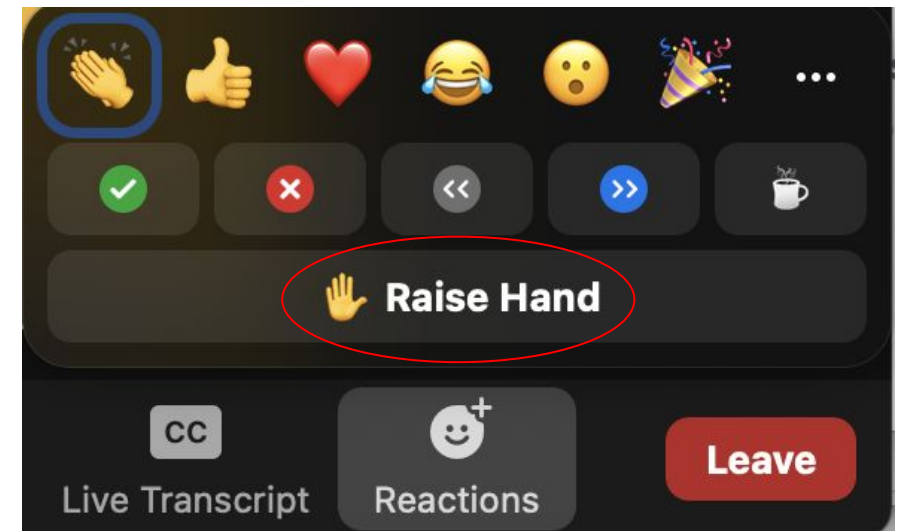 Raise Hand
CC
Live Transcript
Reactions
Leave